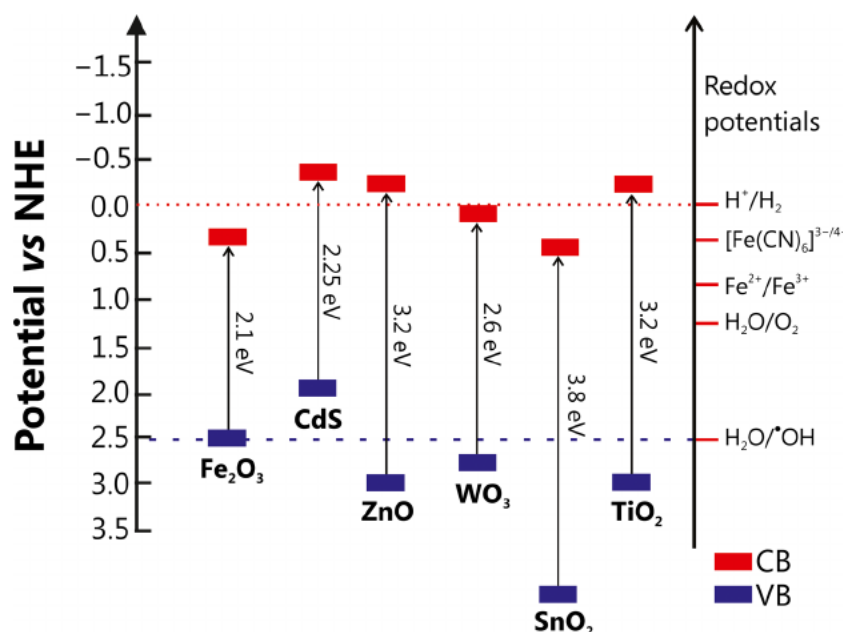 Potential vs NHE
−1.5
−1.0
−0.5
0.0
0.5
1.0
1.5
2.0
2.5
3.0
3.5
2.1 eV
Fe₂O₃
2.25 eV
CdS
3.2 eV
ZnO
2.6 eV
WO₃
3.8 eV
SnO₂
3.2 eV
TiO₂
Redox
potentials
H⁺/H₂
[Fe(CN)₆]³⁻/⁴⁻
Fe²⁺/Fe³⁺
H₂O/O₂
H₂O/•OH
CB
VB